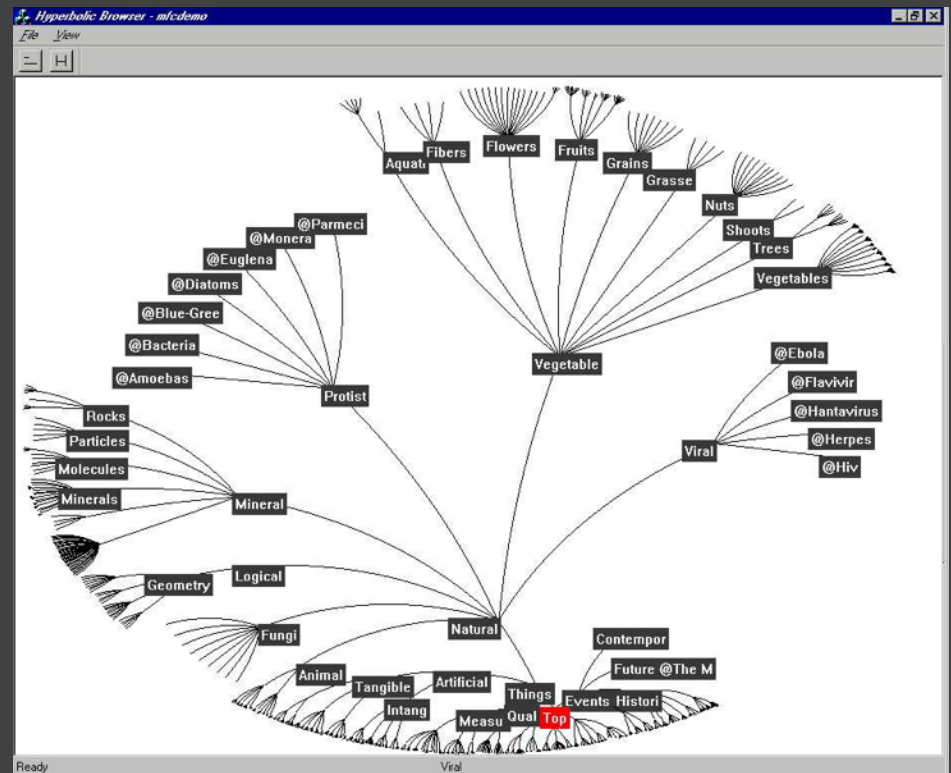 Hyperbolic Browser - mfcdemo
File View
Flowers
Fibers
Fruits
Aquat
Grains
Grasse
Nuts
@Parmeci
Shoots
@Monera
Trees
@Euglena
Vegetables
@Diatoms
@Blue-Gree
@Bacteria
@Ebola
Vegetable
@Amoebas
@Flavivir
Protist
Rocks
@Hantavirus
Particles
@Herpes
Viral
Molecules
@Hiv
Minerals
Mineral
Logical
Geometry
Natural
Fungi
Contempor
Future @The M
Animal
Artificial
Tangible
Things
Events Histori
Intang
Measu Qual Top
Ready Viral